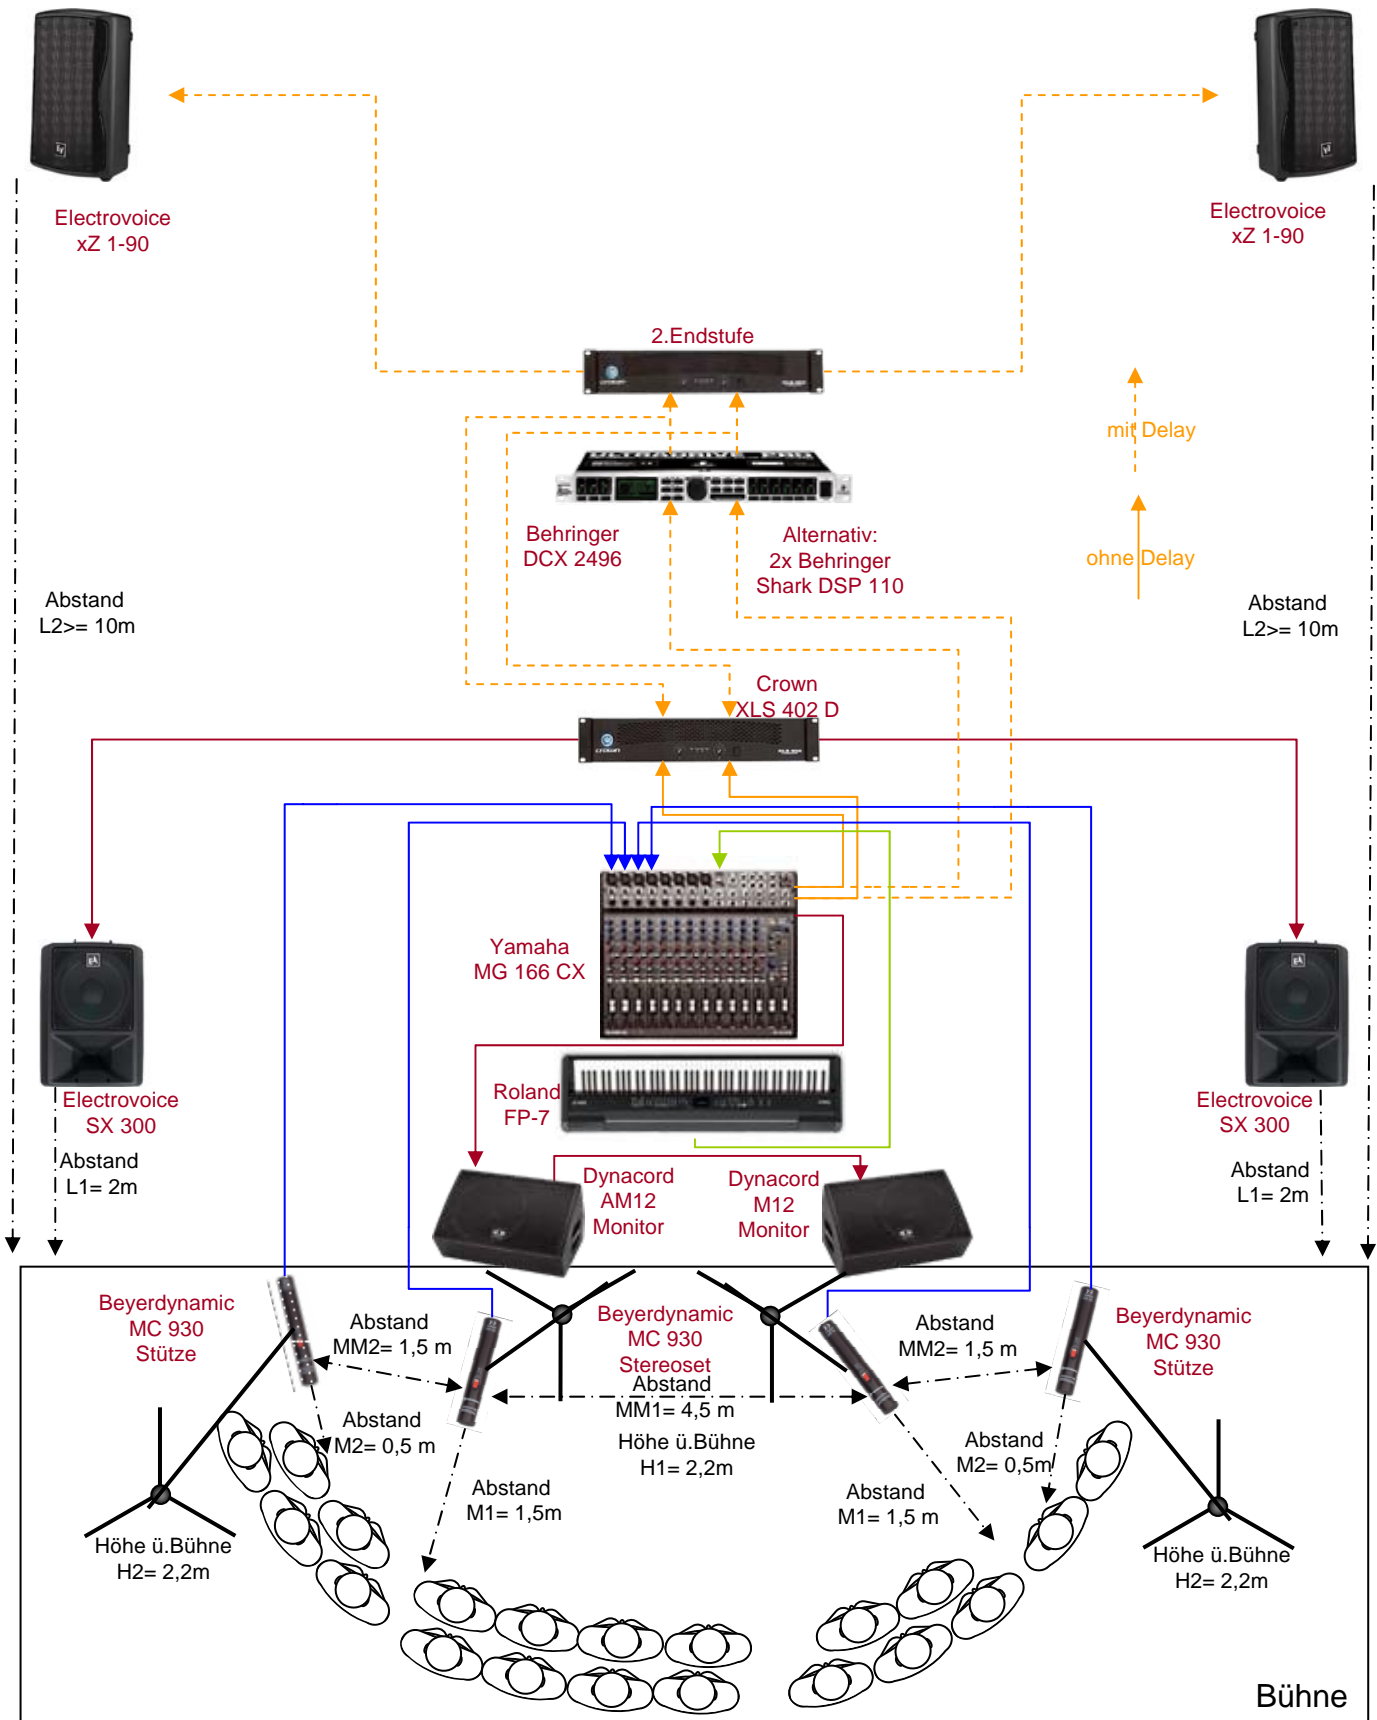 Electrovoice
xZ 1-90
Electrovoice
xZ 1-90
2.Endstufe
mit Delay
Behringer
DCX 2496
Alternativ:
2x Behringer
Shark DSP 110
ohne Delay
Abstand
L2>= 10m
Abstand
L2>= 10m
Crown
XLS 402 D
Yamaha
MG 166 CX
Roland
FP-7
Electrovoice
SX 300
Electrovoice
SX 300
Abstand
L1= 2m
Abstand
L1= 2m
Dynacord
AM12
Monitor
Dynacord
M12
Monitor
Beyerdynamic
MC 930
Stütze
Abstand
MM2= 1,5 m
Beyerdynamic
MC 930
Stereoset
Abstand
MM1= 4,5 m
Höhe ü.Bühne
H1= 2,2m
Abstand
MM2= 1,5 m
Beyerdynamic
MC 930
Stütze
Abstand
M2= 0,5 m
Abstand
M1= 1,5m
Abstand
M2= 0,5m
Abstand
M1= 1,5 m
Höhe ü.Bühne
H2= 2,2m
Höhe ü.Bühne
H2= 2,2m
Bühne